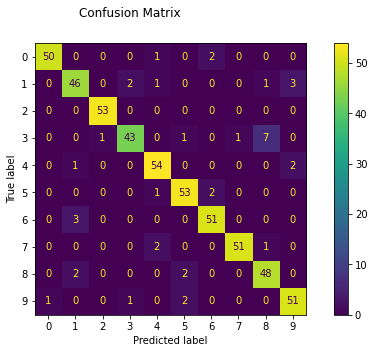 Confusion Matrix
0 50 0 0 0 1 0 2 0 0 0
1 0 46 0 2 1 0 0 0 1 3
2 0 0 53 0 0 0 0 0 0 0
3 0 0 1 43 0 1 0 1 7 0
4 0 1 0 0 54 0 0 0 0 2
5 0 0 0 0 1 53 2 0 0 0
6 0 3 0 0 0 0 51 0 0 0
7 0 0 0 0 2 0 0 51 1 0
8 0 2 0 0 0 2 0 0 48 0
9 1 0 0 1 0 2 0 0 0 51
0 1 2 3 4 5 6 7 8 9
Predicted label
True label
50
40
30
20
10
0